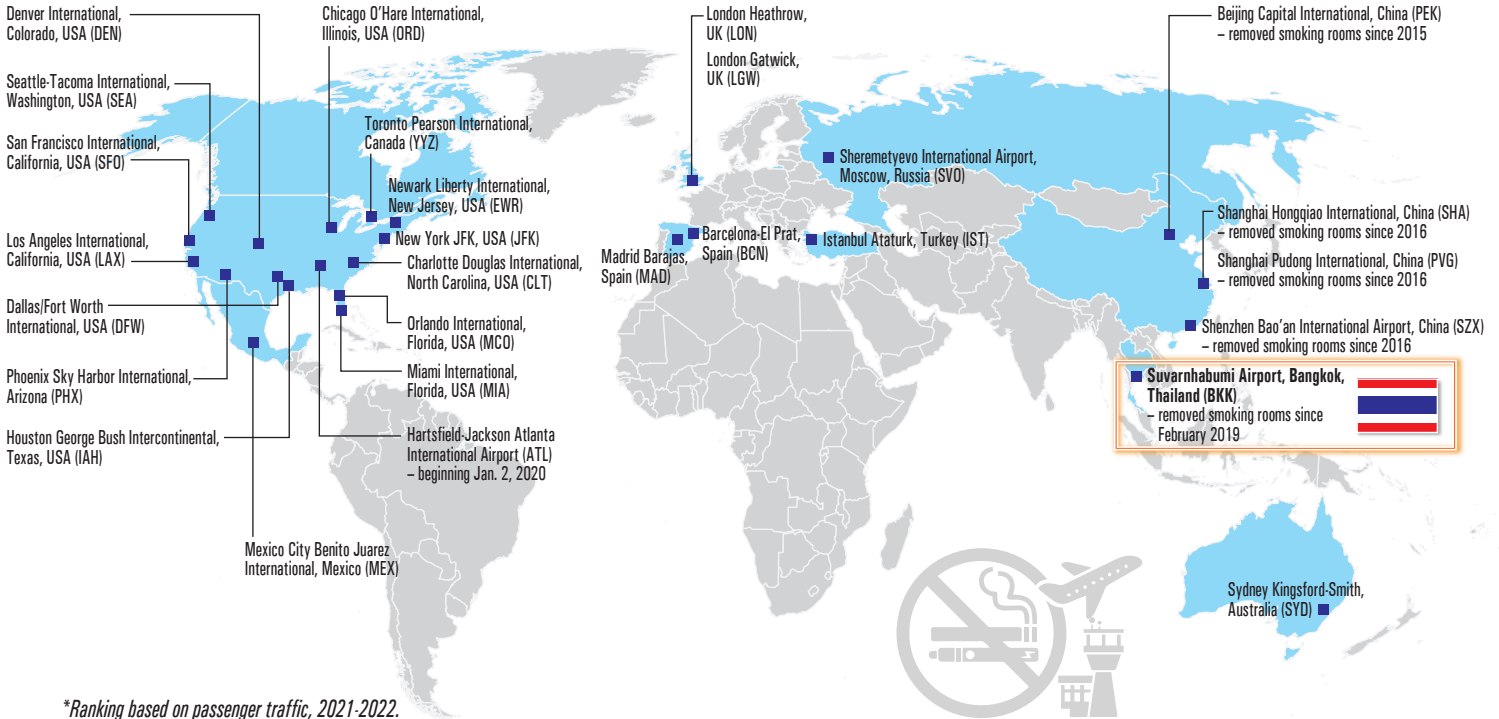 Denver International,
Colorado, USA (DEN)
Chicago O’Hare International,
Illinois, USA (ORD)
London Heathrow,
UK (LON)
London Gatwick,
UK (LGW)
Beijing Capital International, China (PEK)
– removed smoking rooms since 2015
Seattle-Tacoma International,
Washington, USA (SEA)
San Francisco International,
California, USA (SFO)
Toronto Pearson International,
Canada (YYZ)
Newark Liberty International,
New Jersey, USA (EWR)
New York JFK, USA (JFK)
Sheremetyevo International Airport,
Moscow, Russia (SVO)
Shanghai Hongqiao International, China (SHA)
– removed smoking rooms since 2016
Shanghai Pudong International, China (PVG)
– removed smoking rooms since 2016
Los Angeles International,
California, USA (LAX)
Charlotte Douglas International,
North Carolina, USA (CLT)
Madrid Barajas,
Spain (MAD)
Barcelona-El Prat,
Spain (BCN)
Istanbul Ataturk, Turkey (IST)
Dallas/Fort Worth
International, USA (DFW)
Orlando International,
Florida, USA (MCO)
Shenzhen Bao’an International Airport, China (SZX)
– removed smoking rooms since 2016
Phoenix Sky Harbor International,
Arizona (PHX)
Miami International,
Florida, USA (MIA)
Suvarnhabumi Airport, Bangkok,
Thailand (BKK)
– removed smoking rooms since
February 2019
Houston George Bush Intercontinental,
Texas, USA (IAH)
Hartsfield-Jackson Atlanta
International Airport (ATL)
– beginning Jan. 2, 2020
Mexico City Benito Juarez
International, Mexico (MEX)
Sydney Kingsford-Smith,
Australia (SYD)
*Ranking based on passenger traffic, 2021-2022.